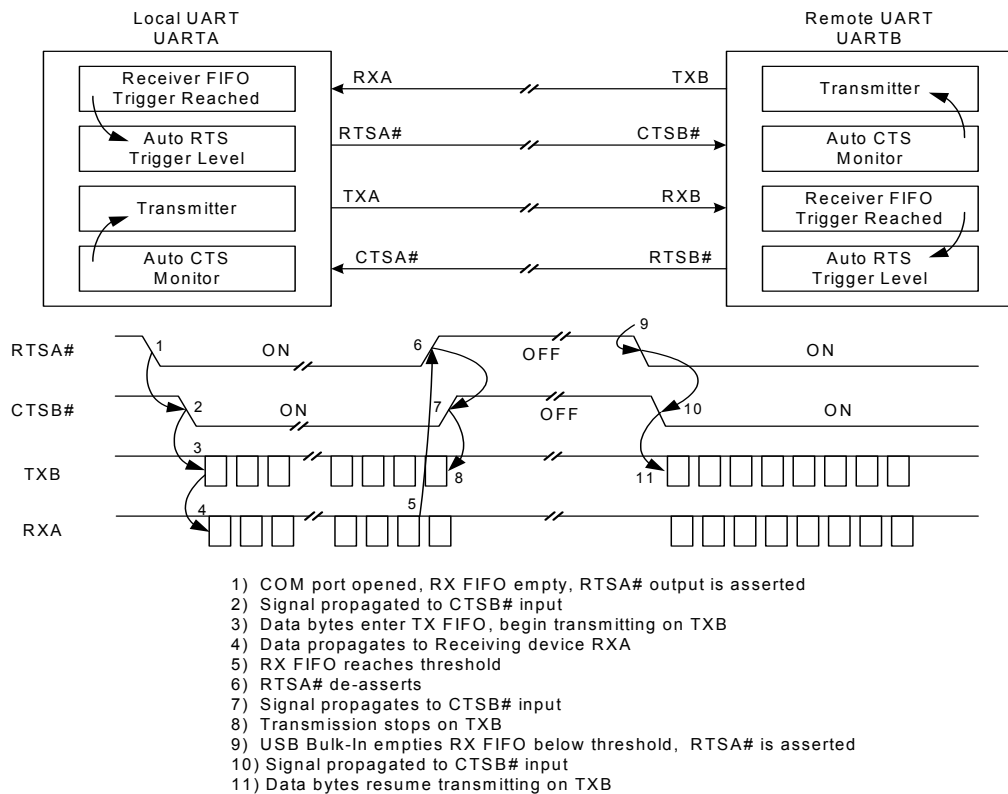 Local UART
UARTA
Remote UART
UARTB
Receiver FIFO
Trigger Reached
Auto RTS
Trigger Level
Transmitter
Auto CTS
Monitor
RXA
TXB
RTSA#
CTSB#
TXA
RXB
CTSA#
RTSB#
Transmitter
Auto CTS
Monitor
Receiver FIFO
Trigger Reached
Auto RTS
Trigger Level
RTSA#
1
ON
6
OFF
9
ON
CTSB#
2
ON
7
OFF
10
ON
TXB
3
8
11
RXA
4
5
1) COM port opened, RX FIFO empty, RTSA# output is asserted
2) Signal propagated to CTSB# input
3) Data bytes enter TX FIFO, begin transmitting on TXB
4) Data propagates to Receiving device RXA
5) RX FIFO reaches threshold
6) RTSA# de-asserts
7) Signal propagates to CTSB# input
8) Transmission stops on TXB
9) USB Bulk-In empties RX FIFO below threshold, RTSA# is asserted
10) Signal propagated to CTSB# input
11) Data bytes resume transmitting on TXB